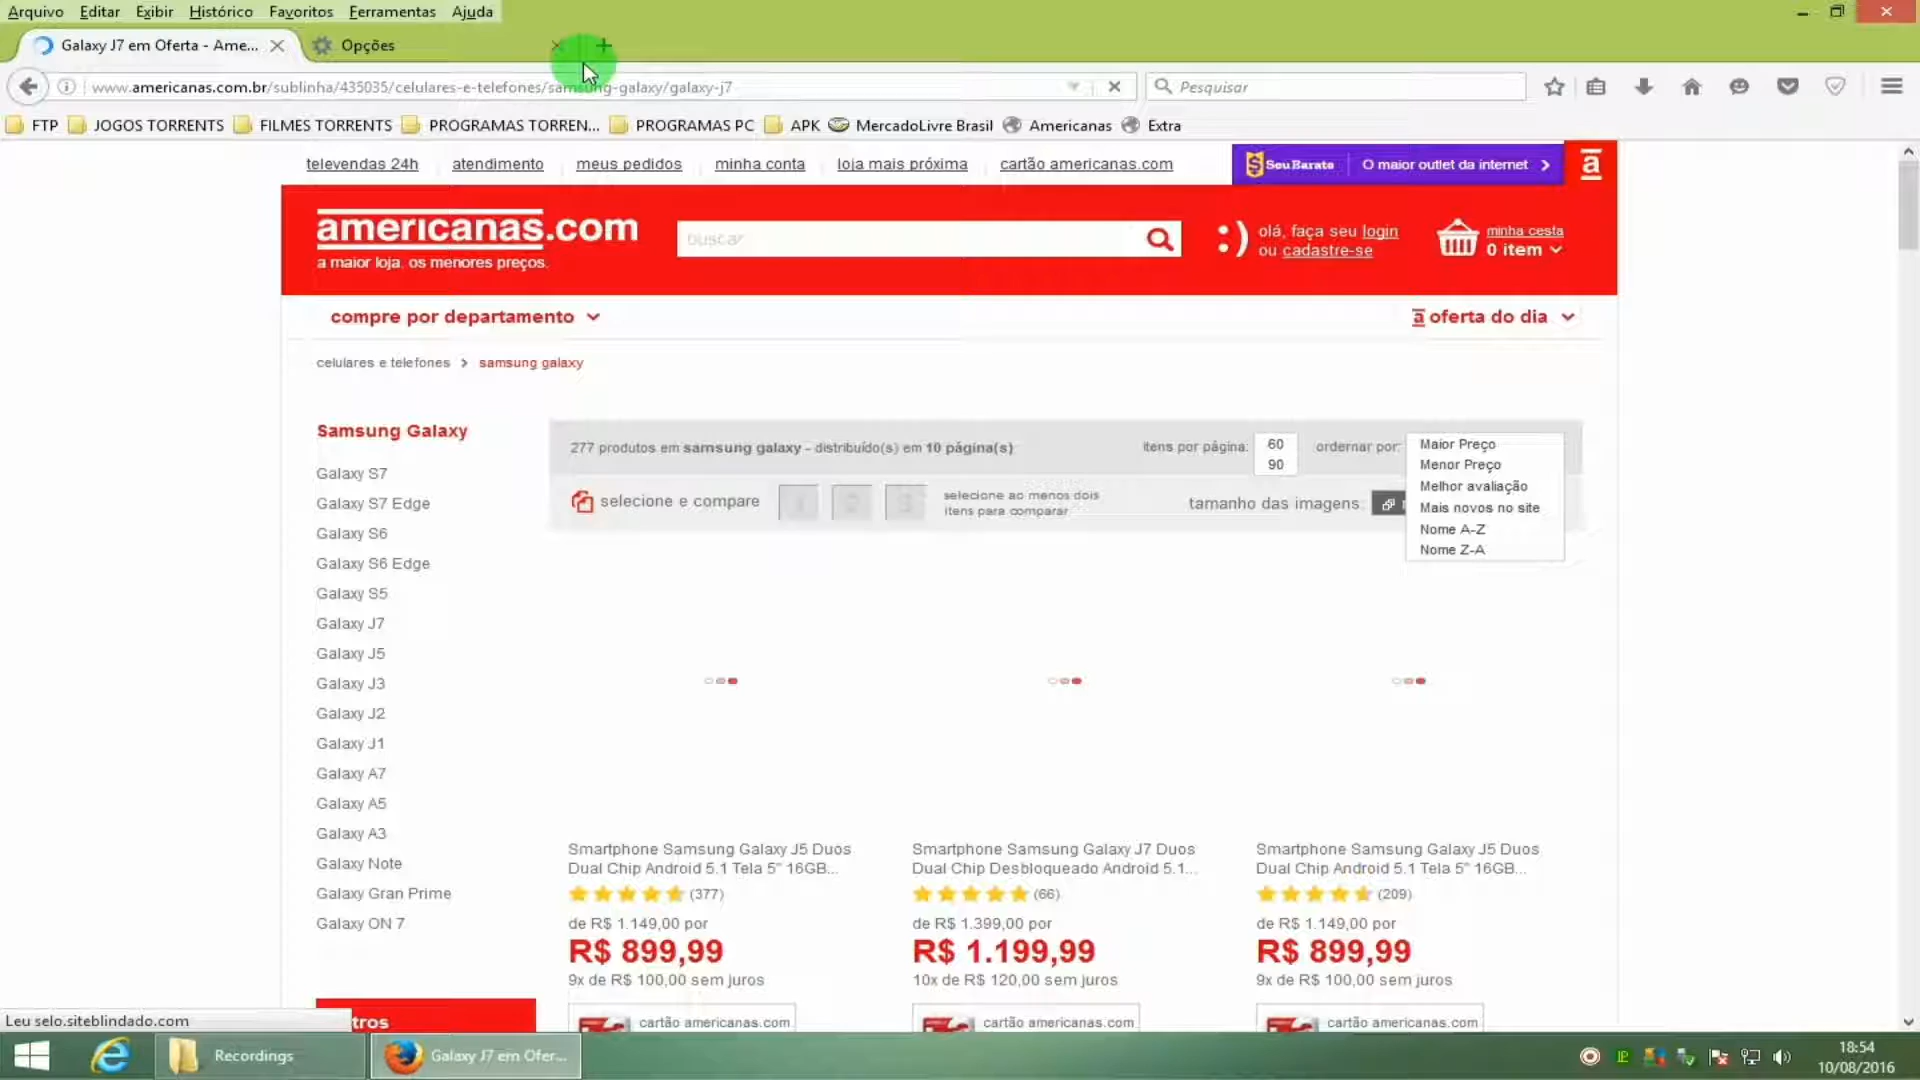 Arquivo Editar Exibir Histórico Favoritos Ferramentas Ajuda
Galaxy J7 em Oferta - Ame...
Opções
www.americanas.com.br/sublinha/435035/celulares-e-telefones/samsung-galaxy/galaxy-j7
Pesquisar
FTP JOGOS TORRENTS FILMES TORRENTS PROGRAMAS TORREN... PROGRAMAS PC APK MercadoLivre Brasil Americanas Extra
televendas 24h atendimento meus pedidos minha conta loja mais próxima cartão americanas.com
SeuBarato O maior outlet da internet
a
americanas.com
a maior loja. os menores preços.
buscar
:)
olá, faça seu login
ou cadastre-se
minha cesta
0 item
compre por departamento
a oferta do dia
celulares e telefones > samsung galaxy
Samsung Galaxy
Galaxy S7
Galaxy S7 Edge
Galaxy S6
Galaxy S6 Edge
Galaxy S5
Galaxy J7
Galaxy J5
Galaxy J3
Galaxy J2
Galaxy J1
Galaxy A7
Galaxy A5
Galaxy A3
Galaxy Note
Galaxy Gran Prime
Galaxy ON 7
277 produtos em samsung galaxy - distribuído(s) em 10 página(s)
itens por página:
60
90
ordernar por:
Maior Preço
Menor Preço
Melhor avaliação
Mais novos no site
Nome A-Z
Nome Z-A
selecione e compare
1 2 3
selecione ao menos dois
itens para comparar
tamanho das imagens:
Smartphone Samsung Galaxy J5 Duos
Dual Chip Android 5.1 Tela 5" 16GB...
(377)
de R$ 1.149,00 por
R$ 899,99
9x de R$ 100,00 sem juros
cartão americanas.com
Smartphone Samsung Galaxy J7 Duos
Dual Chip Desbloqueado Android 5.1...
(66)
de R$ 1.399,00 por
R$ 1.199,99
10x de R$ 120,00 sem juros
cartão americanas.com
Smartphone Samsung Galaxy J5 Duos
Dual Chip Android 5.1 Tela 5" 16GB...
(209)
de R$ 1.149,00 por
R$ 899,99
9x de R$ 100,00 sem juros
cartão americanas.com
tros
Leu selo.siteblindado.com
Recordings
Galaxy J7 em Ofer...
18:54
10/08/2016